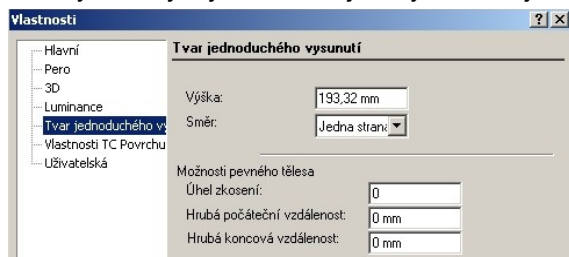 Vlastnosti
Hlavní
Pero
3D
Luminance
Tvar jednoduchého vy
Vlastnosti TC Povrchu
Uživatelská
Tvar jednoduchého vysunutí
Výška: 193,32 mm
Směr: Jedna strana
Možnosti pevného tělesa
Úhel zkosení: 0
Hrubá počáteční vzdálenost: 0 mm
Hrubá koncová vzdálenost: 0 mm